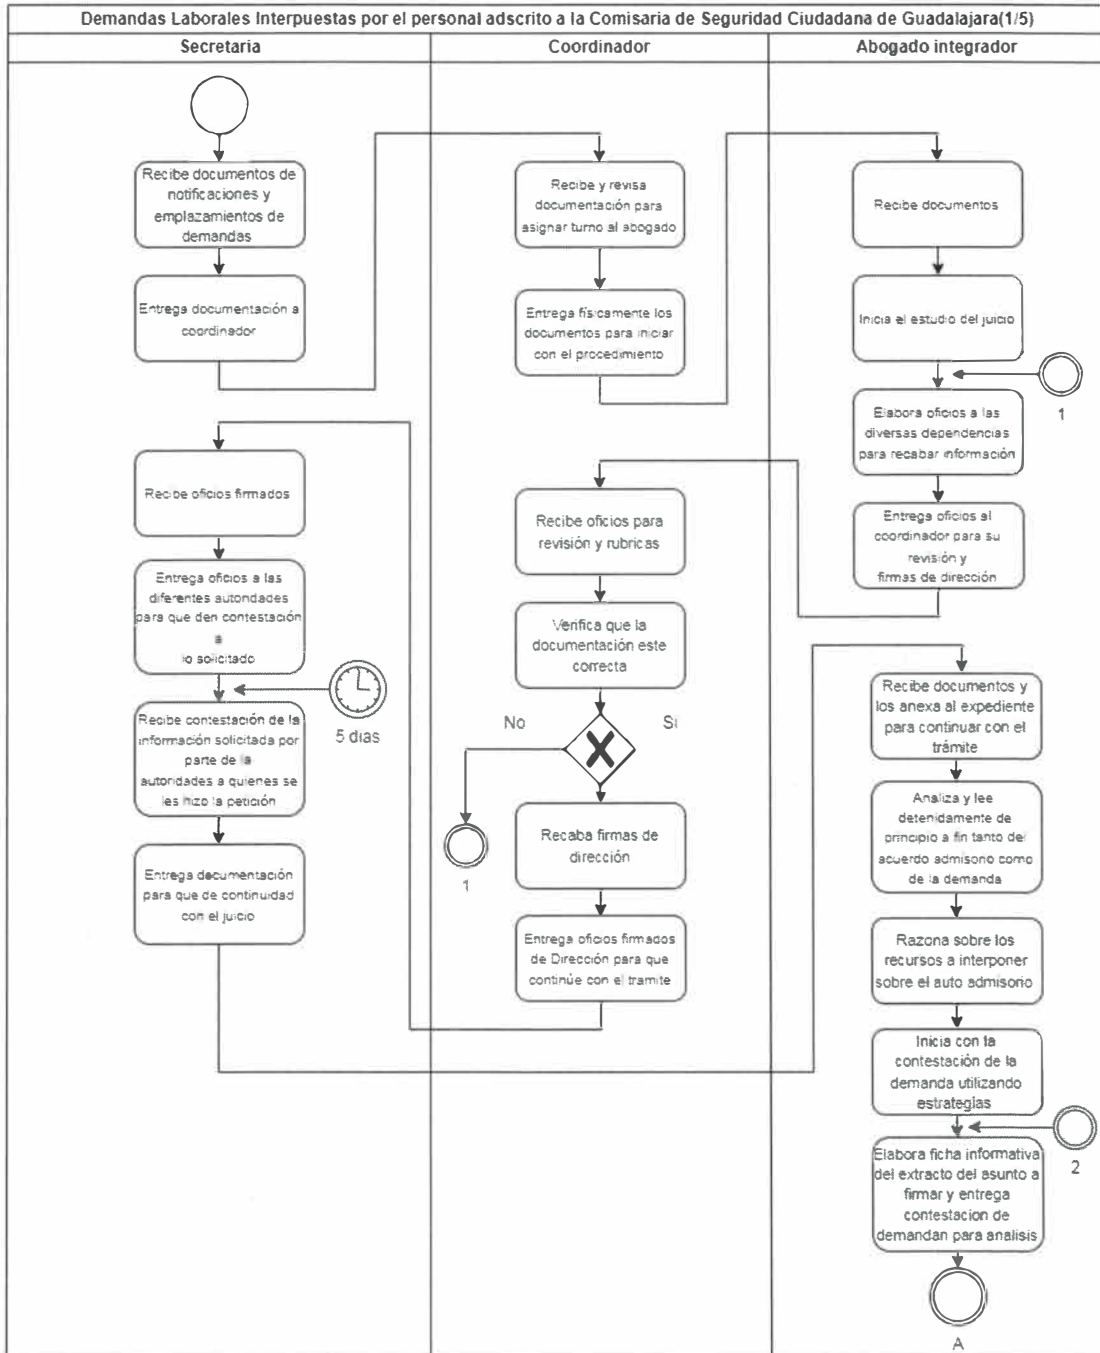 Demandas Laborales Interpuestas por el personal adscrito a la Comisaria de Seguridad Ciudadana de Guadalajara(1/5)
Secretaria
Coordinador
Abogado integrador
Recibe documentos de
notificaciones y
emplazamientos de
demandas
Entrega documentación a
coordinador
Recibe y revisa
documentación para
asignar turno al abogado
Entrega físicamente los
documentos para iniciar
con el procedimiento
Recibe documentos
Inicia el estudio del juicio
1
Elabora oficios a las
diversas dependencias
para recabar información
Entrega oficios al
coordinador para su
revisión y
firmas de dirección
Recibe oficios para
revisión y rubricas
Verifica que la
documentación este
correcta
No
Si
1
Recaba firmas de
dirección
Entrega oficios firmados
de Dirección para que
continúe con el tramite
Recibe oficios firmados
Entrega oficios a las
diferentes autoridades
para que den contestación
a
lo solicitado
5 dias
Recibe contestación de la
información solicitada por
parte de la
autoridades a quienes se
les hizo la petición
Entrega documentación
para que de continuidad
con el juicio
Recibe documentos y
los anexa al expediente
para continuar con el
trámite
Analiza y lee
detenidamente de
principio a fin tanto del
acuerdo admisorio como
de la demanda
Razona sobre los
recursos a interponer
sobre el auto admisorio
Inicia con la
contestación de la
demanda utilizando
estrategías
2
Elabora ficha informativa
del extracto del asunto a
firmar y entrega
contestacion de
demandan para analisis
A